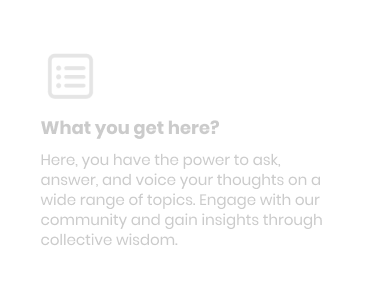 What you get here?
Here, you have the power to ask,
answer, and voice your thoughts on a
wide range of topics. Engage with our
community and gain insights through
collective wisdom.